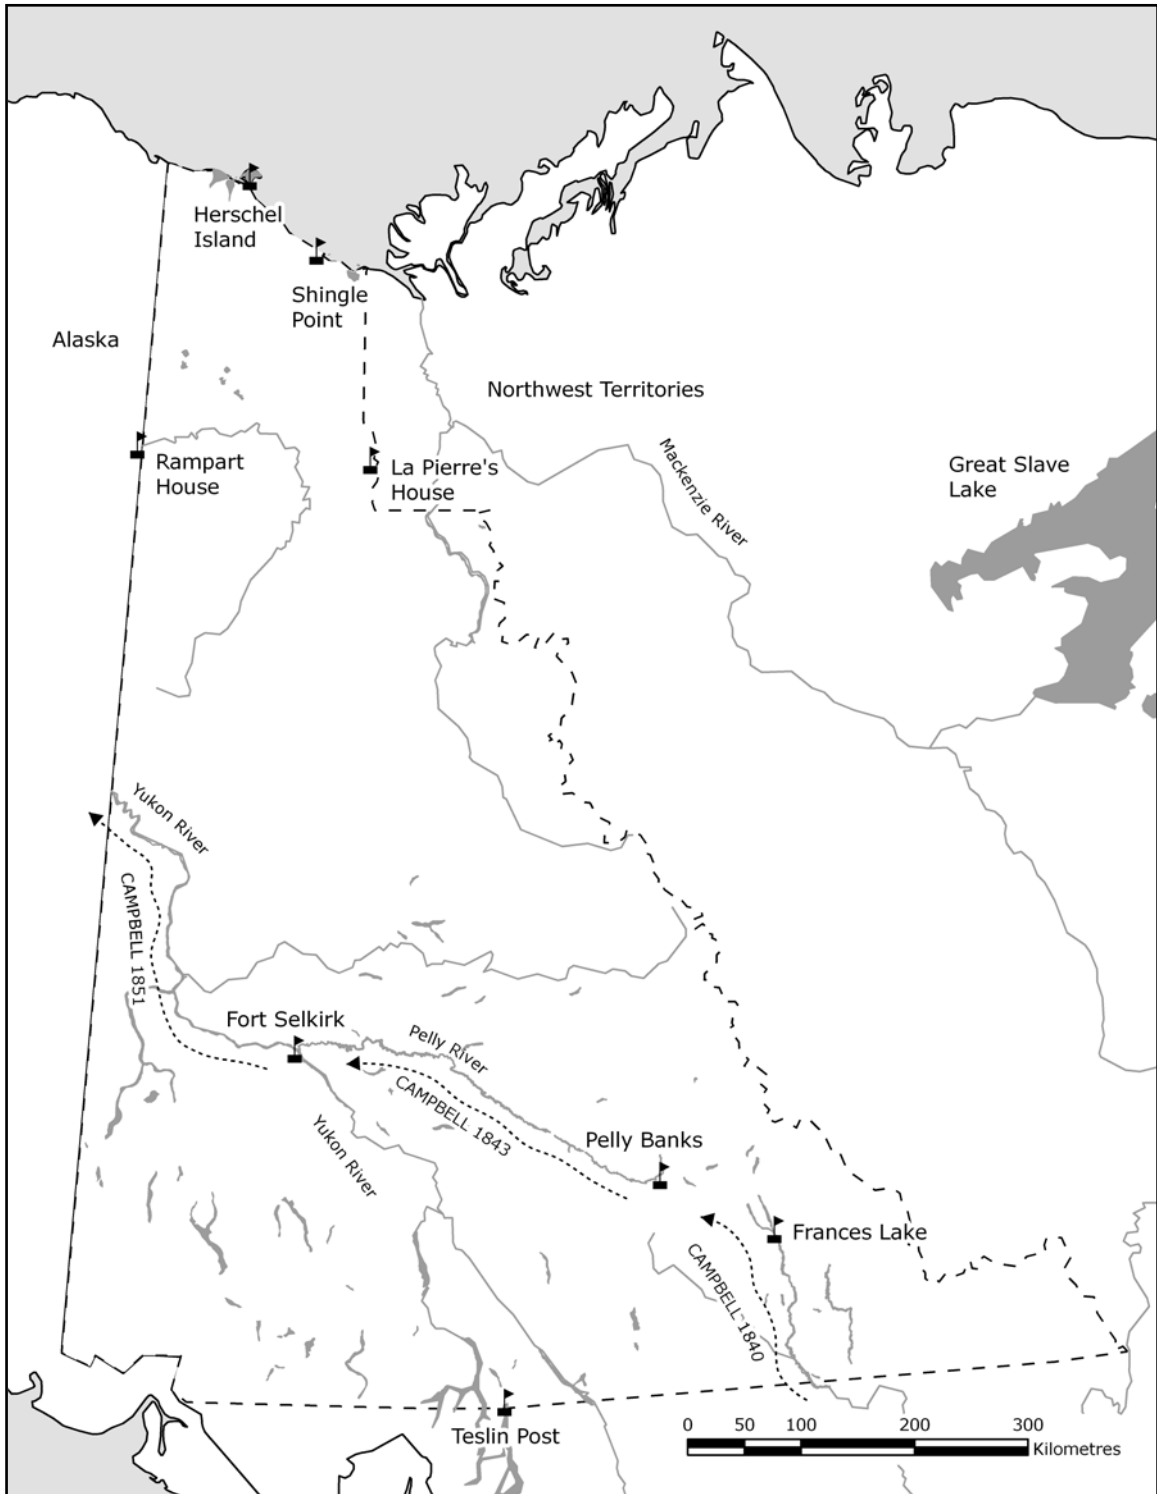 Herschel
Island
Shingle
Point
Alaska
Northwest Territories
Mackenzie River
Great Slave
Lake
Rampart
House
La Pierre's
House
Yukon River
CAMPBELL 1851
Fort Selkirk
Pelly River
CAMPBELL 1843
Yukon River
Pelly Banks
Frances Lake
CAMPBELL 1840
Teslin Post
0 50 100 200 300
Kilometres